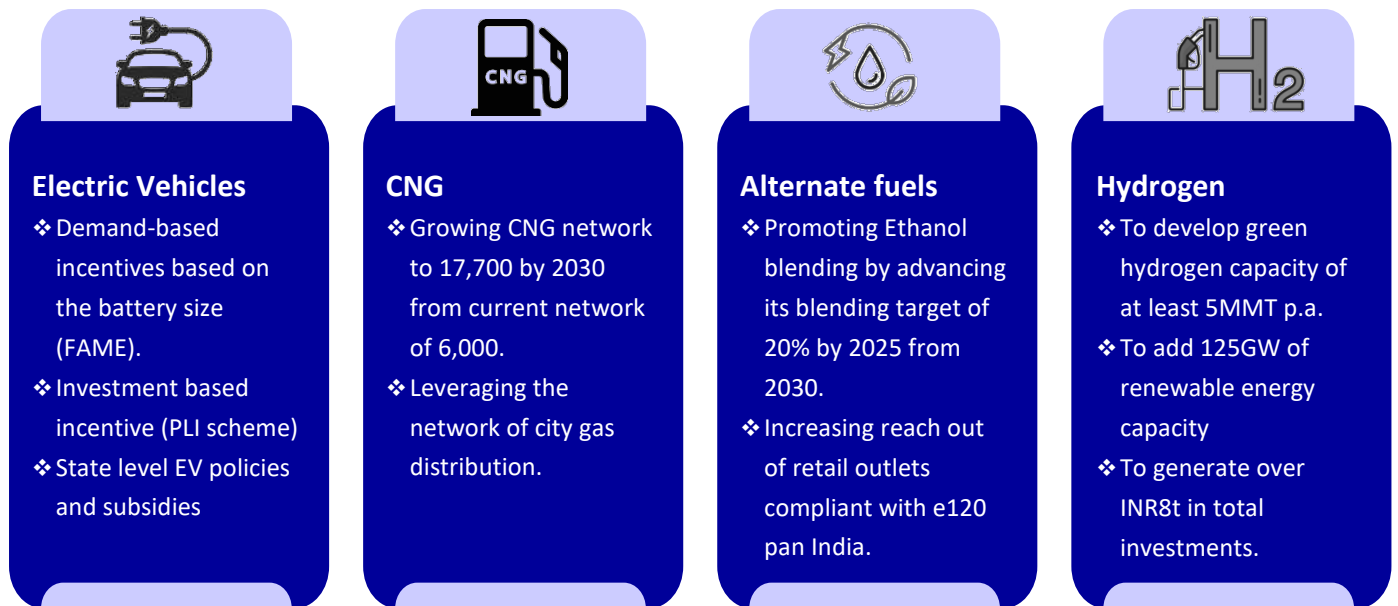 CNG
H2
Electric Vehicles
❖ Demand-based
incentives based on
the battery size
(FAME).
❖ Investment based
incentive (PLI scheme)
❖ State level EV policies
and subsidies
CNG
❖ Growing CNG network
to 17,700 by 2030
from current network
of 6,000.
❖ Leveraging the
network of city gas
distribution.
Alternate fuels
❖ Promoting Ethanol
blending by advancing
its blending target of
20% by 2025 from
2030.
❖ Increasing reach out
of retail outlets
compliant with e120
pan India.
Hydrogen
❖ To develop green
hydrogen capacity of
at least 5MMT p.a.
❖ To add 125GW of
renewable energy
capacity
❖ To generate over
INR8t in total
investments.